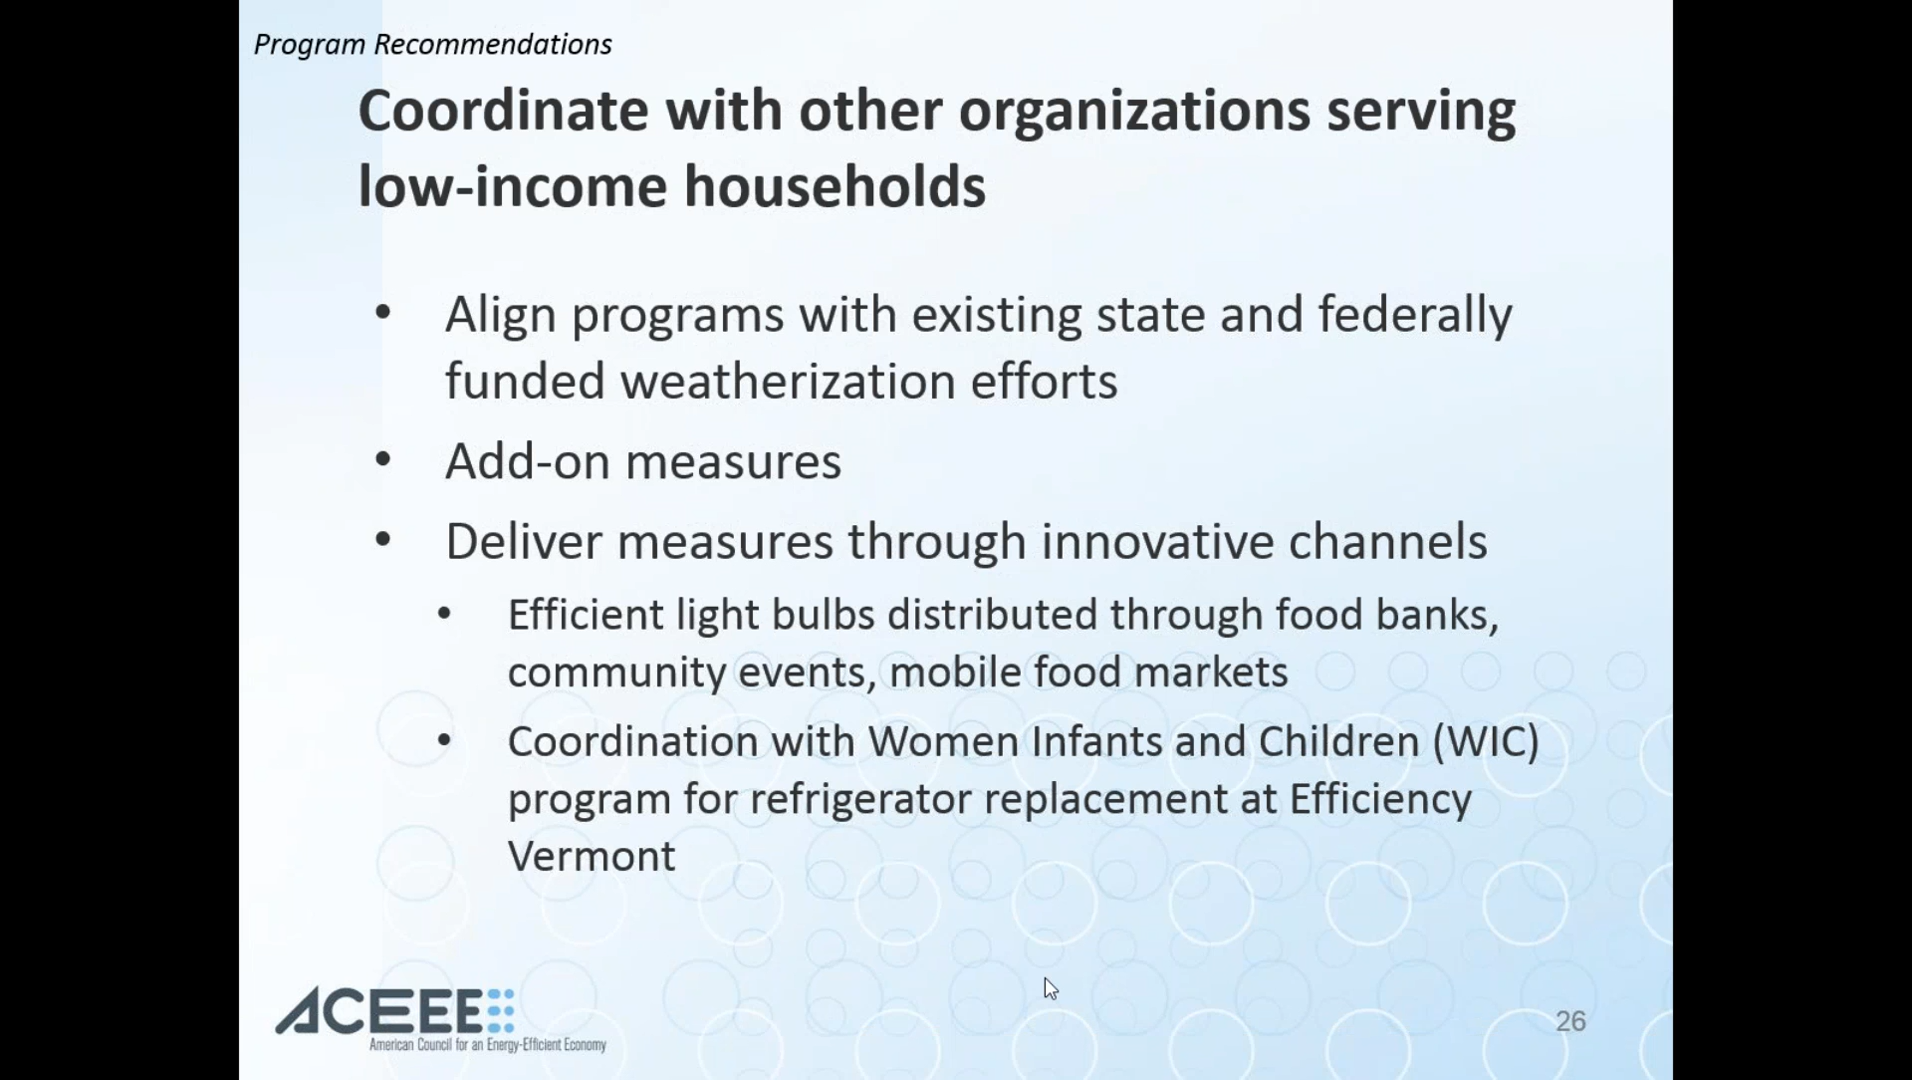 Program Recommendations
Coordinate with other organizations serving
low-income households
• Align programs with existing state and federally
funded weatherization efforts
• Add-on measures
• Deliver measures through innovative channels
• Efficient light bulbs distributed through food banks,
community events, mobile food markets
• Coordination with Women Infants and Children (WIC)
program for refrigerator replacement at Efficiency
Vermont
ACEEE
American Council for an Energy-Efficient Economy
26